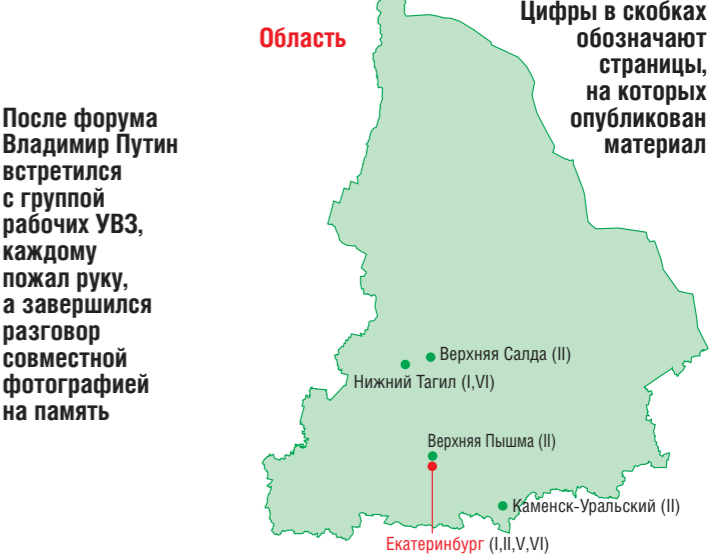 Область
Цифры в скобках
обозначают
страницы,
на которых
опубликован
материал
После форума
Владимир Путин
встретился
с группой
рабочих УВЗ,
каждому
пожал руку,
а завершился
разговор
совместной
фотографией
на память
Верхняя Салда (II)
Нижний Тагил (I,VI)
Верхняя Пышма (II)
Каменск-Уральский (II)
Екатеринбург (I,II,V,VI)